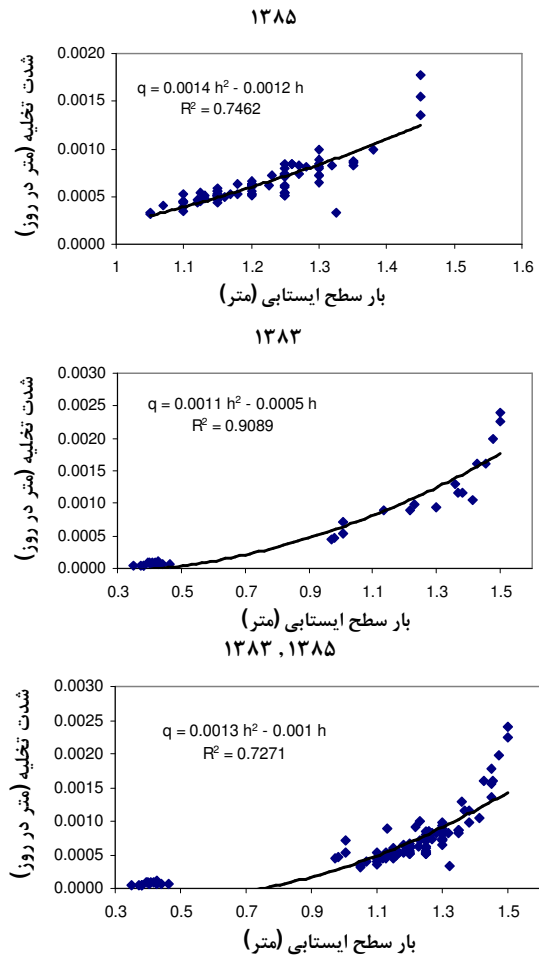 ۱۳۸۵
شدت تخلیه (متر در روز)
0.0020
0.0015
0.0010
0.0005
0.0000
q = 0.0014 h² - 0.0012 h
R² = 0.7462
1 1.1 1.2 1.3 1.4 1.5 1.6
بار سطح ایستابی (متر)
۱۳۸۳
شدت تخلیه (متر در روز)
0.0030
0.0025
0.0020
0.0015
0.0010
0.0005
0.0000
q = 0.0011 h² - 0.0005 h
R² = 0.9089
0.3 0.5 0.7 0.9 1.1 1.3 1.5
بار سطح ایستابی (متر)
۱۳۸۳ , ۱۳۸۵
شدت تخلیه (متر در روز)
0.0030
0.0025
0.0020
0.0015
0.0010
0.0005
0.0000
q = 0.0013 h² - 0.001 h
R² = 0.7271
0.3 0.5 0.7 0.9 1.1 1.3 1.5
بار سطح ایستابی (متر)